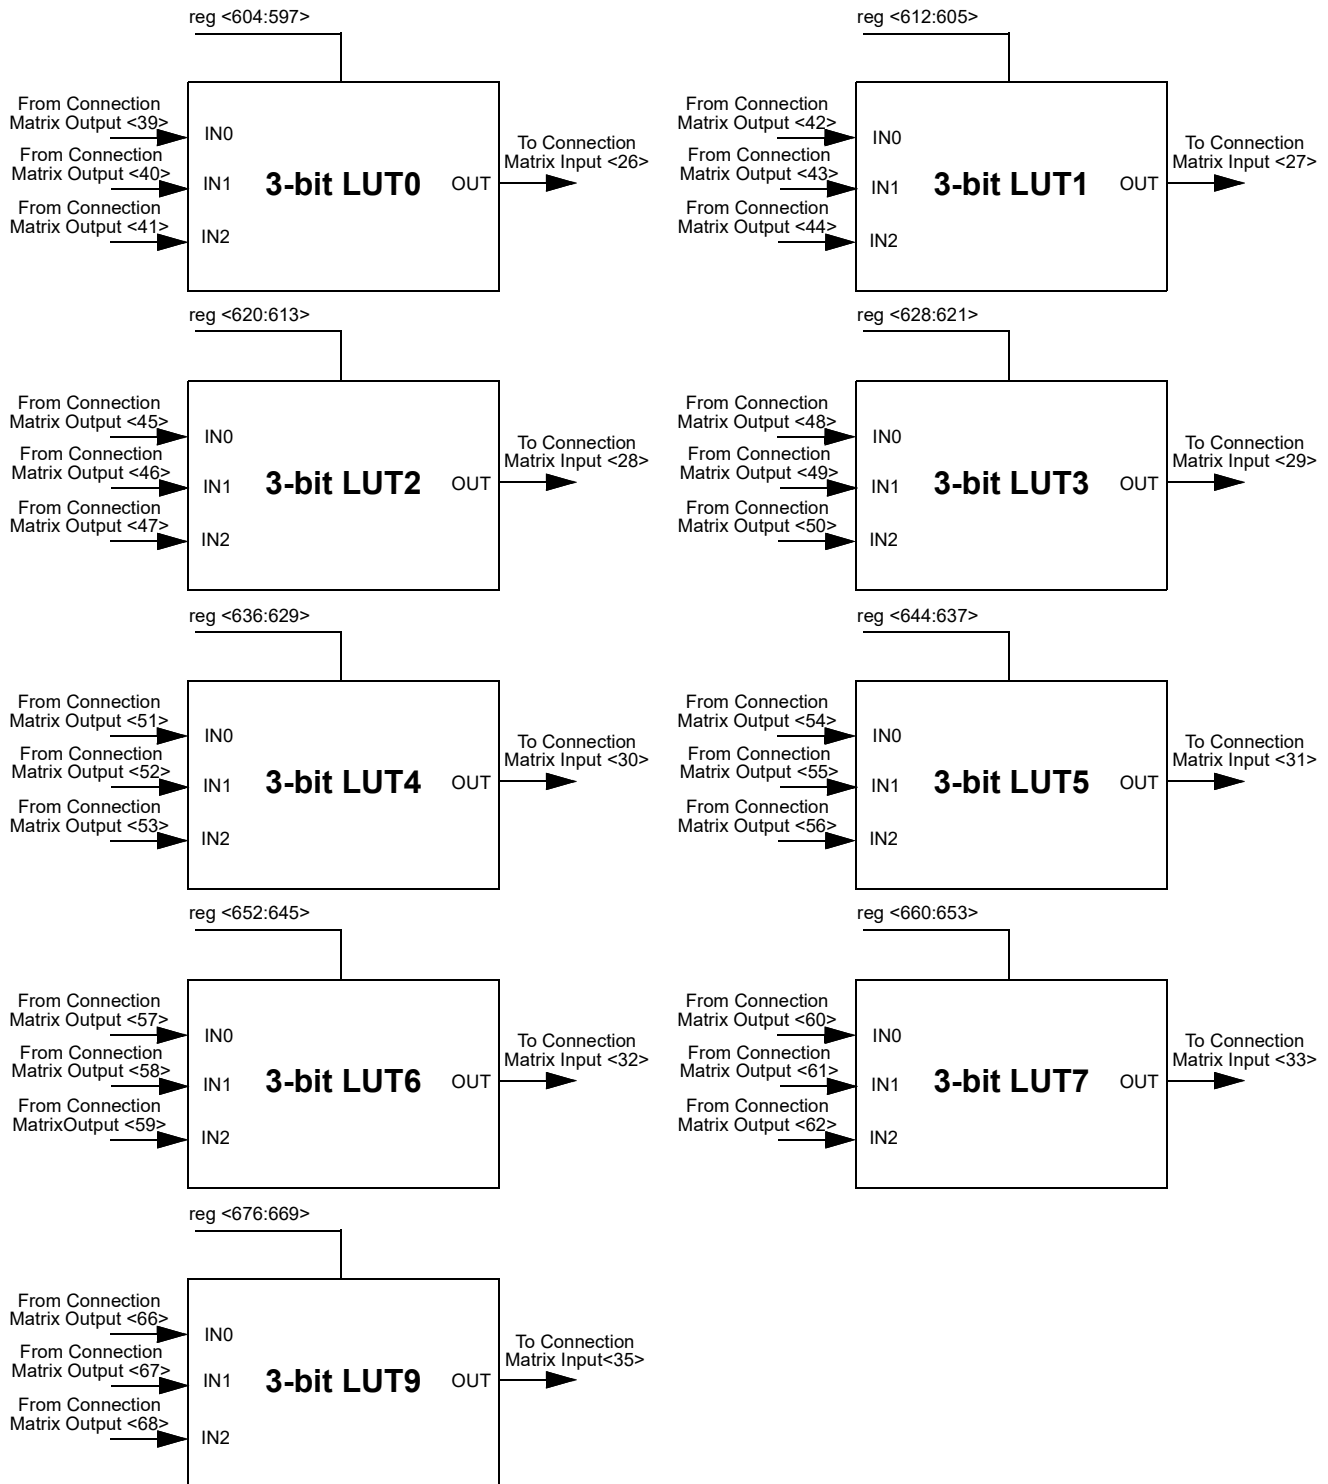 reg <604:597>
From Connection
Matrix Output <39>
From Connection
Matrix Output <40>
From Connection
Matrix Output <41>
IN0
IN1
IN2
3-bit LUT0
OUT
To Connection
Matrix Input <26>
reg <612:605>
From Connection
Matrix Output <42>
From Connection
Matrix Output <43>
From Connection
Matrix Output <44>
IN0
IN1
IN2
3-bit LUT1
OUT
To Connection
Matrix Input <27>
reg <620:613>
From Connection
Matrix Output <45>
From Connection
Matrix Output <46>
From Connection
Matrix Output <47>
IN0
IN1
IN2
3-bit LUT2
OUT
To Connection
Matrix Input <28>
reg <628:621>
From Connection
Matrix Output <48>
From Connection
Matrix Output <49>
From Connection
Matrix Output <50>
IN0
IN1
IN2
3-bit LUT3
OUT
To Connection
Matrix Input <29>
reg <636:629>
From Connection
Matrix Output <51>
From Connection
Matrix Output <52>
From Connection
Matrix Output <53>
IN0
IN1
IN2
3-bit LUT4
OUT
To Connection
Matrix Input <30>
reg <644:637>
From Connection
Matrix Output <54>
From Connection
Matrix Output <55>
From Connection
Matrix Output <56>
IN0
IN1
IN2
3-bit LUT5
OUT
To Connection
Matrix Input <31>
reg <652:645>
From Connection
Matrix Output <57>
From Connection
Matrix Output <58>
From Connection
MatrixOutput <59>
IN0
IN1
IN2
3-bit LUT6
OUT
To Connection
Matrix Input <32>
reg <660:653>
From Connection
Matrix Output <60>
From Connection
Matrix Output <61>
From Connection
Matrix Output <62>
IN0
IN1
IN2
3-bit LUT7
OUT
To Connection
Matrix Input <33>
reg <676:669>
From Connection
Matrix Output <66>
From Connection
Matrix Output <67>
From Connection
Matrix Output <68>
IN0
IN1
IN2
3-bit LUT9
OUT
To Connection
Matrix Input<35>